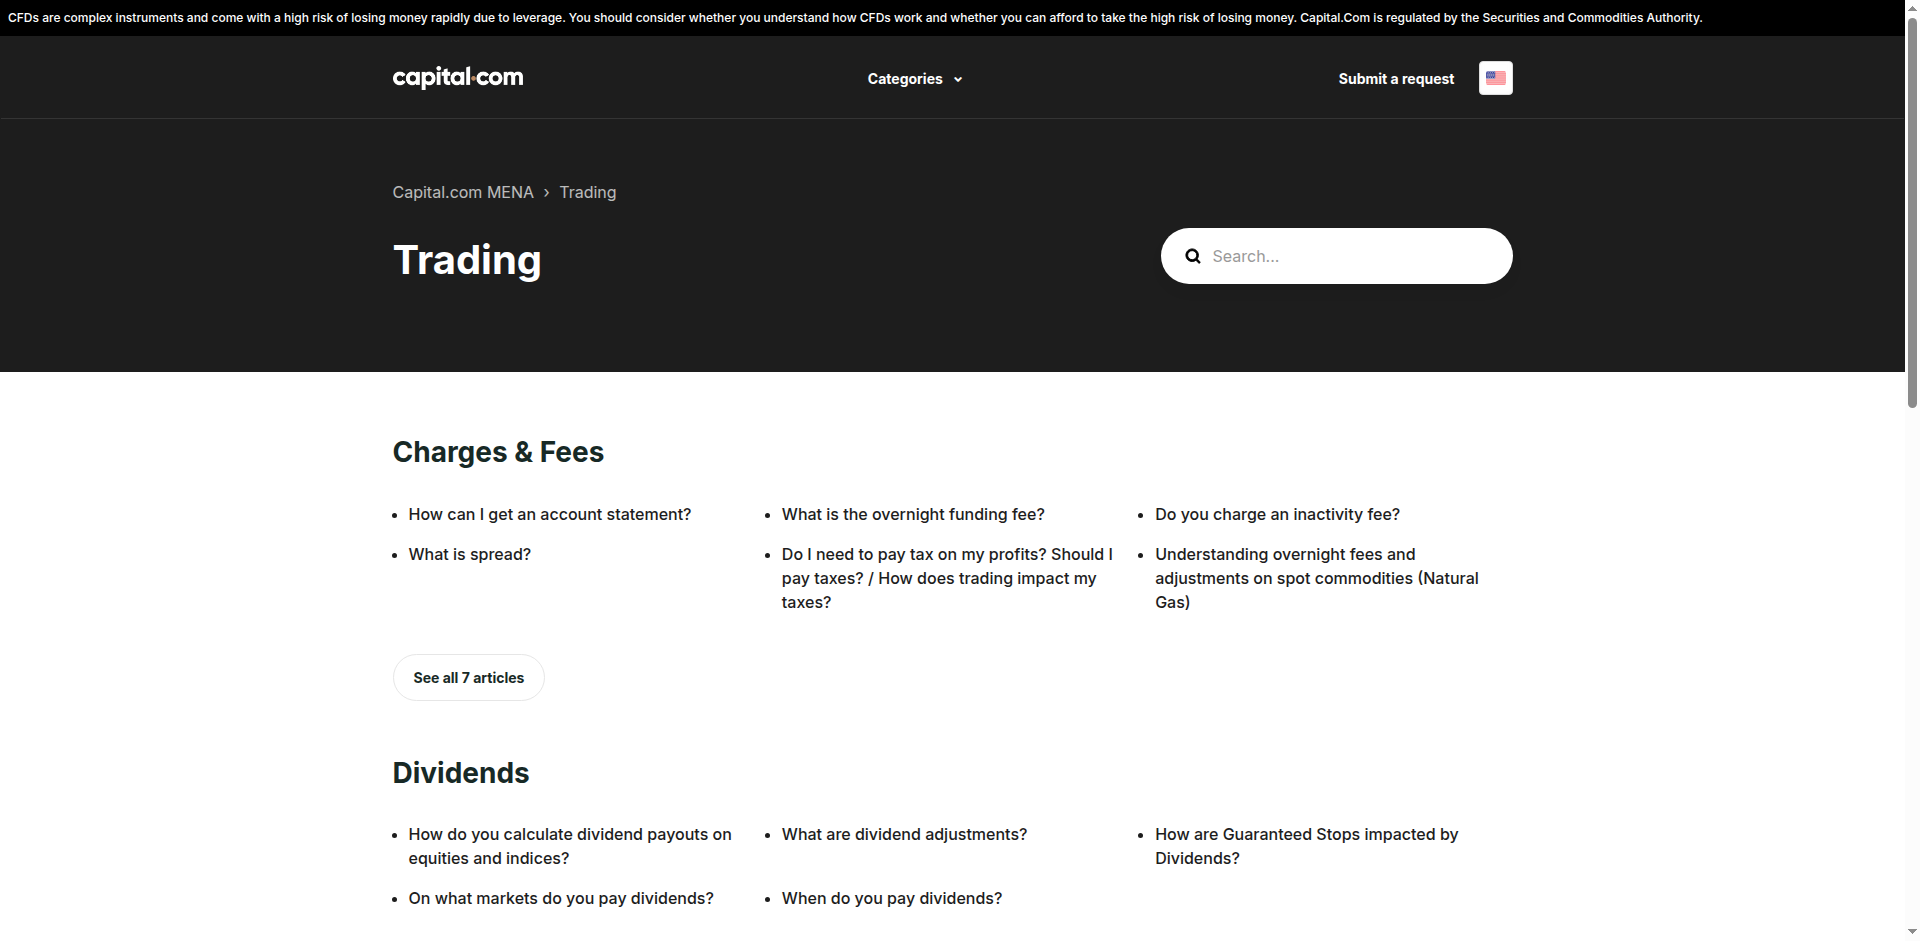 CFDs are complex instruments and come with a high risk of losing money rapidly due to leverage. You should consider whether you understand how CFDs work and whether you can afford to take the high risk of losing money. Capital.Com is regulated by the Securities and Commodities Authority.
capital.com
Categories
Submit a request
Capital.com MENA › Trading
Trading
Search...
Charges & Fees
How can I get an account statement?
What is the overnight funding fee?
Do you charge an inactivity fee?
What is spread?
Do I need to pay tax on my profits? Should I
pay taxes? / How does trading impact my
taxes?
Understanding overnight fees and
adjustments on spot commodities (Natural
Gas)
See all 7 articles
Dividends
How do you calculate dividend payouts on
equities and indices?
What are dividend adjustments?
How are Guaranteed Stops impacted by
Dividends?
On what markets do you pay dividends?
When do you pay dividends?